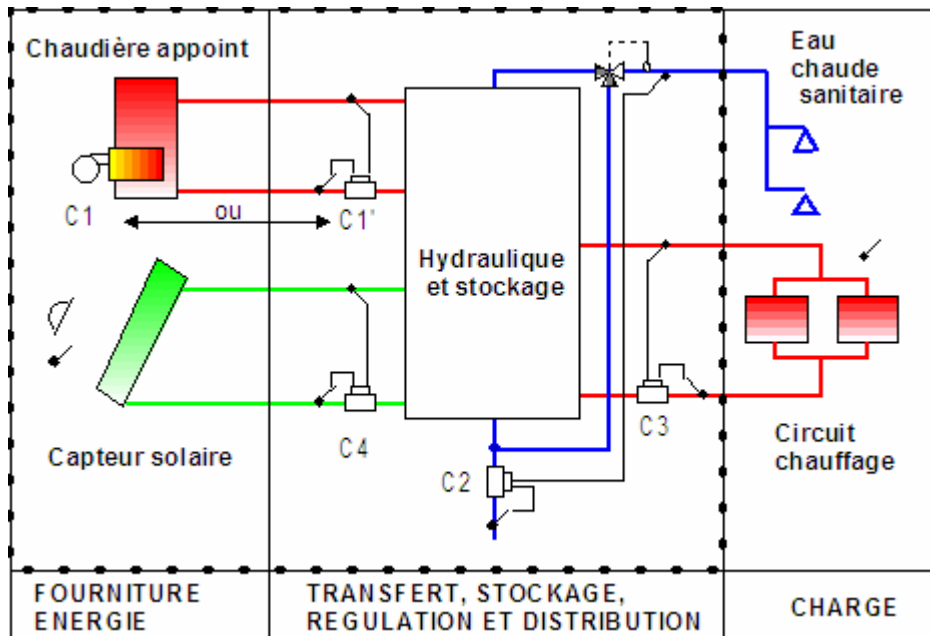 Chaudière appoint
C1
ou
C1'
Capteur solaire
C4
Hydraulique
et stockage
C2
C3
Eau
chaude
sanitaire
Circuit
chauffage
FOURNITURE
ENERGIE
TRANSFERT, STOCKAGE,
REGULATION ET DISTRIBUTION
CHARGE